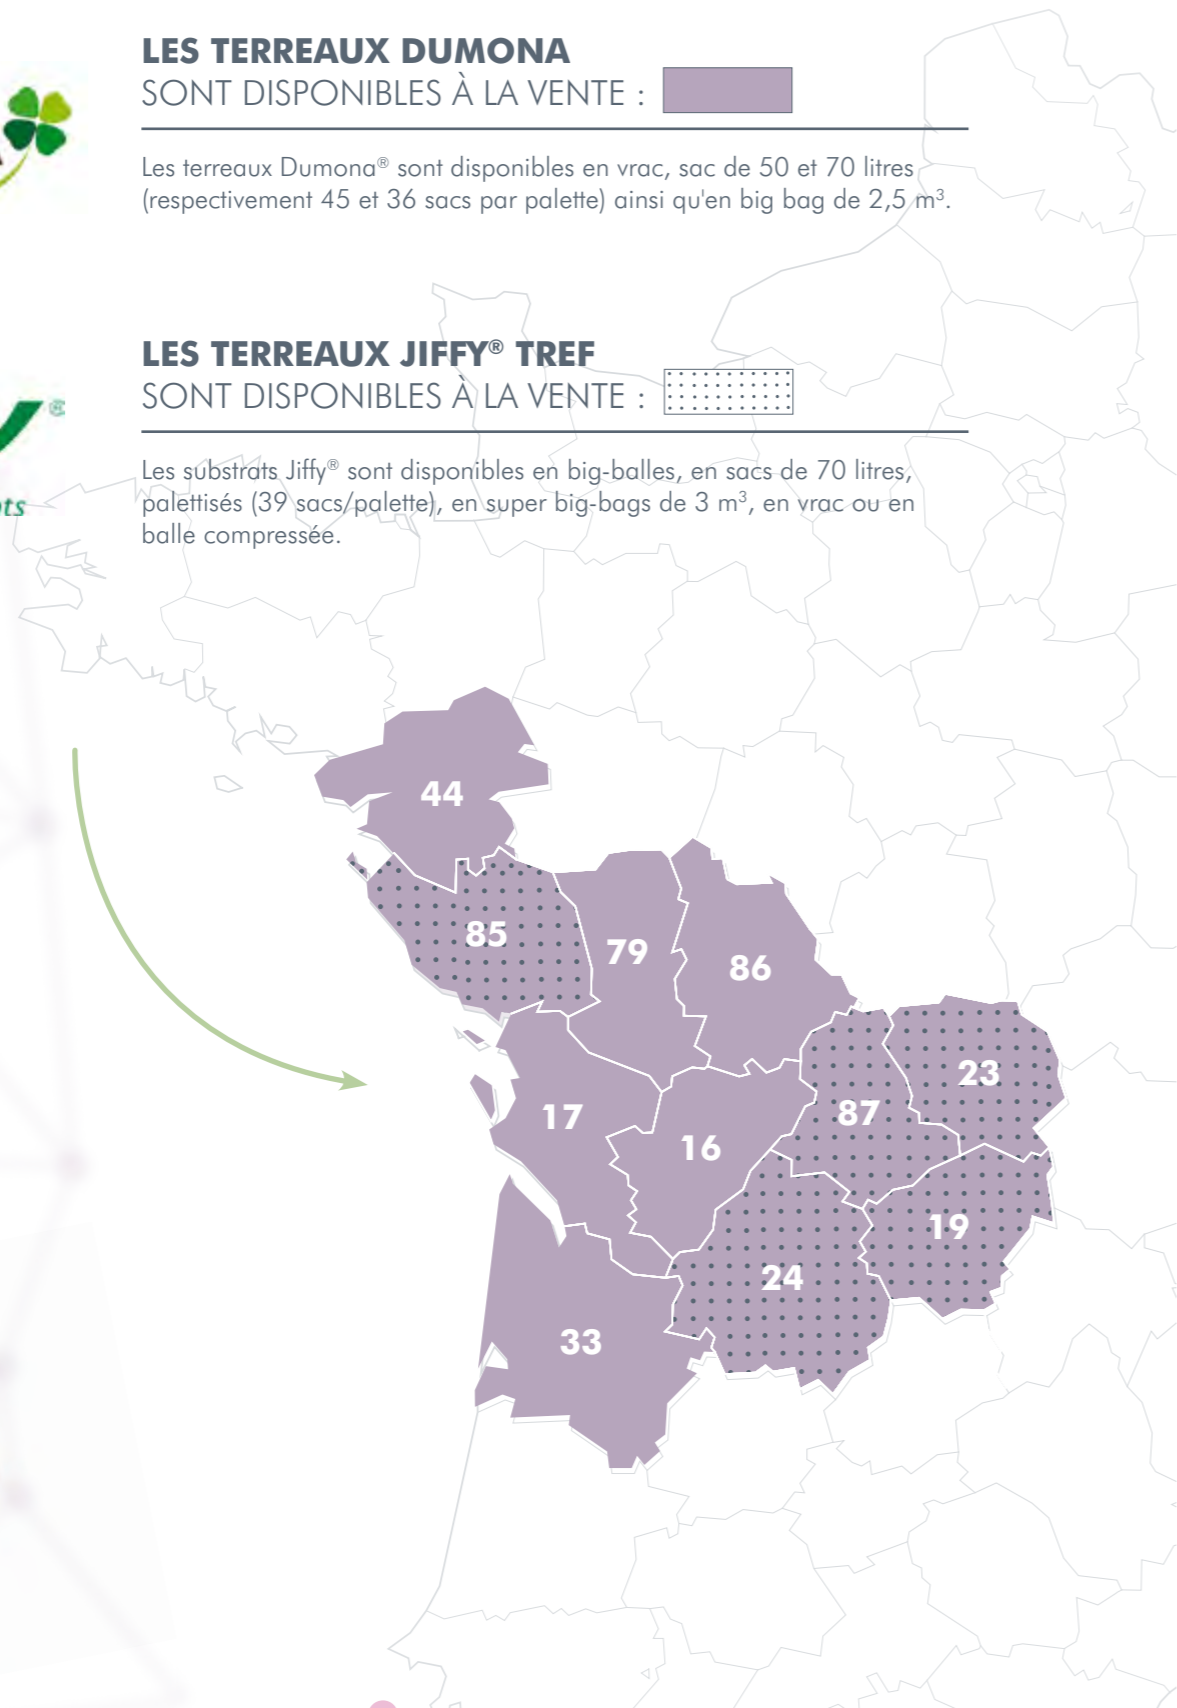 LES TERREAUX DUMONA
SONT DISPONIBLES À LA VENTE :
Les terreaux Dumona® sont disponibles en vrac, sac de 50 et 70 litres
(respectivement 45 et 36 sacs par palette) ainsi qu'en big bag de 2,5 m³.
LES TERREAUX JIFFY® TREF
SONT DISPONIBLES À LA VENTE :
®
Les substrats Jiffy® sont disponibles en big-balles, en sacs de 70 litres,
palettisés (39 sacs/palette), en super big-bags de 3 m³, en vrac ou en
balle compressée.
44
85
79
86
23
87
17
16
19
24
33